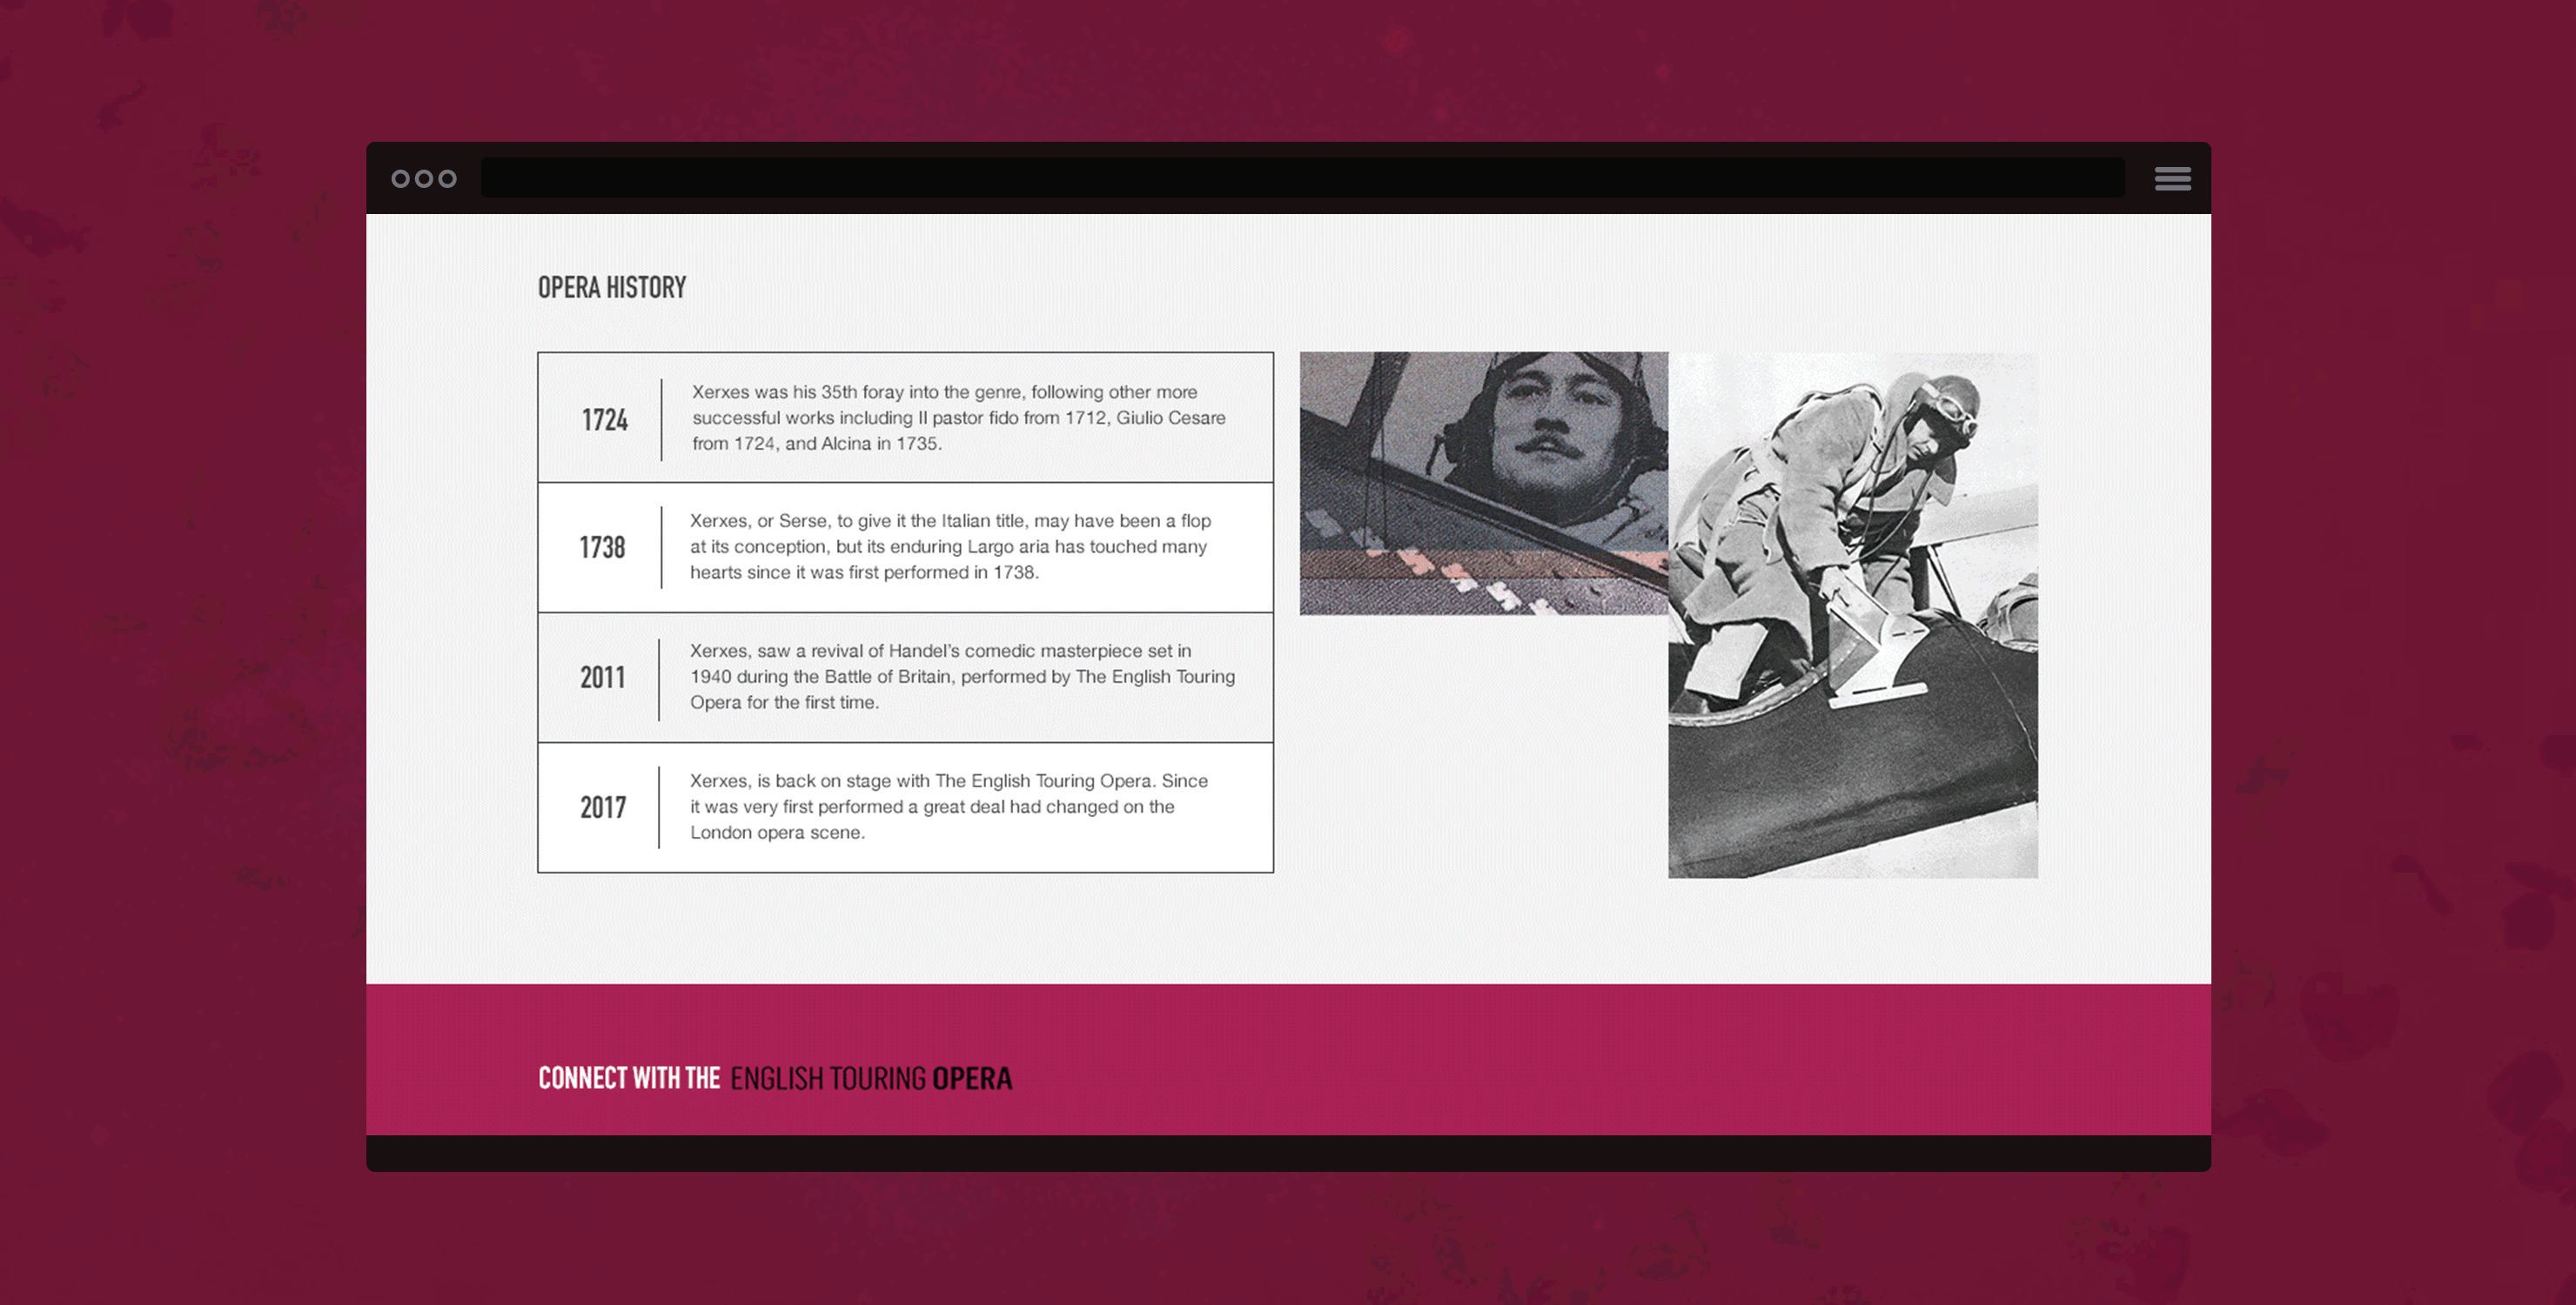 OPERA HISTORY
1724
Xerxes was his 35th foray into the genre, following other more
successful works including Il pastor fido from 1712, Giulio Cesare
from 1724, and Alcina in 1735.
1738
Xerxes, or Serse, to give it the Italian title, may have been a flop
at its conception, but its enduring Largo aria has touched many
hearts since it was first performed in 1738.
2011
Xerxes, saw a revival of Handel’s comedic masterpiece set in
1940 during the Battle of Britain, performed by The English Touring
Opera for the first time.
2017
Xerxes, is back on stage with The English Touring Opera. Since
it was very first performed a great deal had changed on the
London opera scene.
CONNECT WITH THE ENGLISH TOURING OPERA